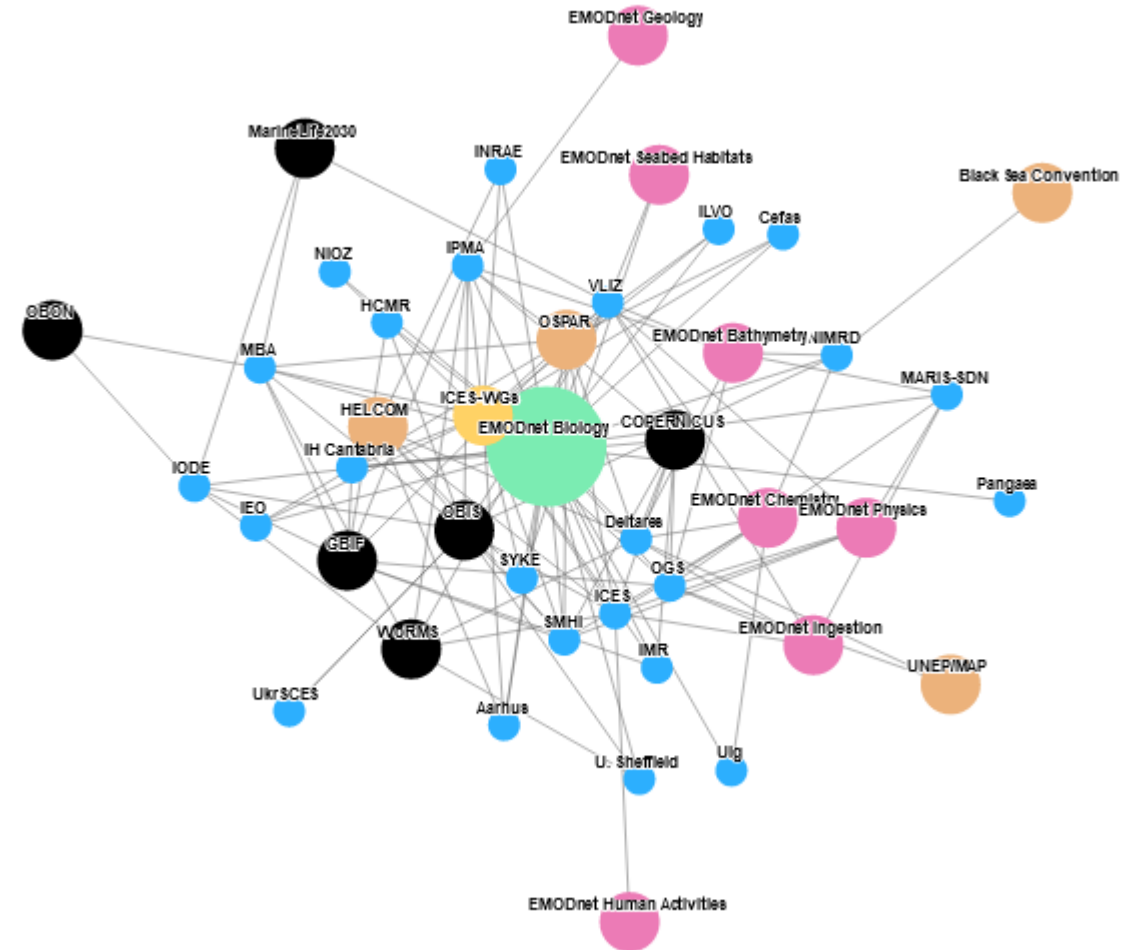 EMODnet Geology
MarineLife2030
INRAE
EMODnet Seabed Habitats
Black Sea Convention
ILVO
Cefas
NIOZ
IPMA
VLIZ
HCMR
OSPAR
OBON
EMODnet Bathymetry
NIMRD
MBA
MARIS-SDN
ICES-WGs
HELCOM
COPERNICUS
EMODnet Biology
IH Cantabria
IODE
Pangaea
EMODnet Chemistry
EMODnet Physics
IEO
OBIS
Deltares
GBIF
SYKE
OGS
ICES
SMHI
EMODnet Ingestion
WoRMS
IMR
UNEP/MAP
UkrSCES
Aarhus
U. Sheffield
Ulg
EMODnet Human Activities